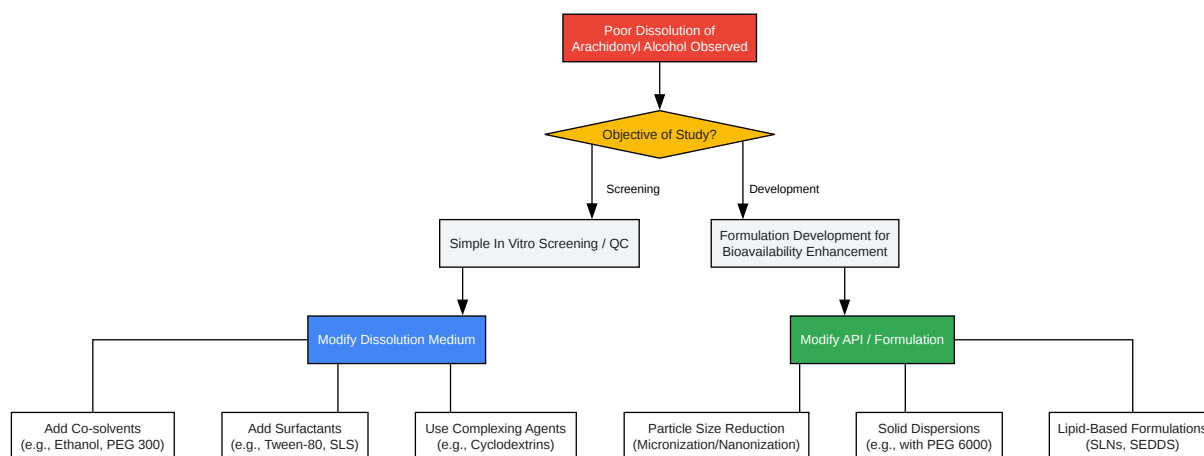 Poor Dissolution of
Arachidonyl Alcohol Observed
Objective of Study?
Screening
Development
Simple In Vitro Screening / QC
Formulation Development for
Bioavailability Enhancement
Modify Dissolution Medium
Modify API / Formulation
Add Co-solvents
(e.g., Ethanol, PEG 300)
Add Surfactants
(e.g., Tween-80, SLS)
Use Complexing Agents
(e.g., Cyclodextrins)
Particle Size Reduction
(Micronization/Nanonization)
Solid Dispersions
(e.g., with PEG 6000)
Lipid-Based Formulations
(SLNs, SEDDS)